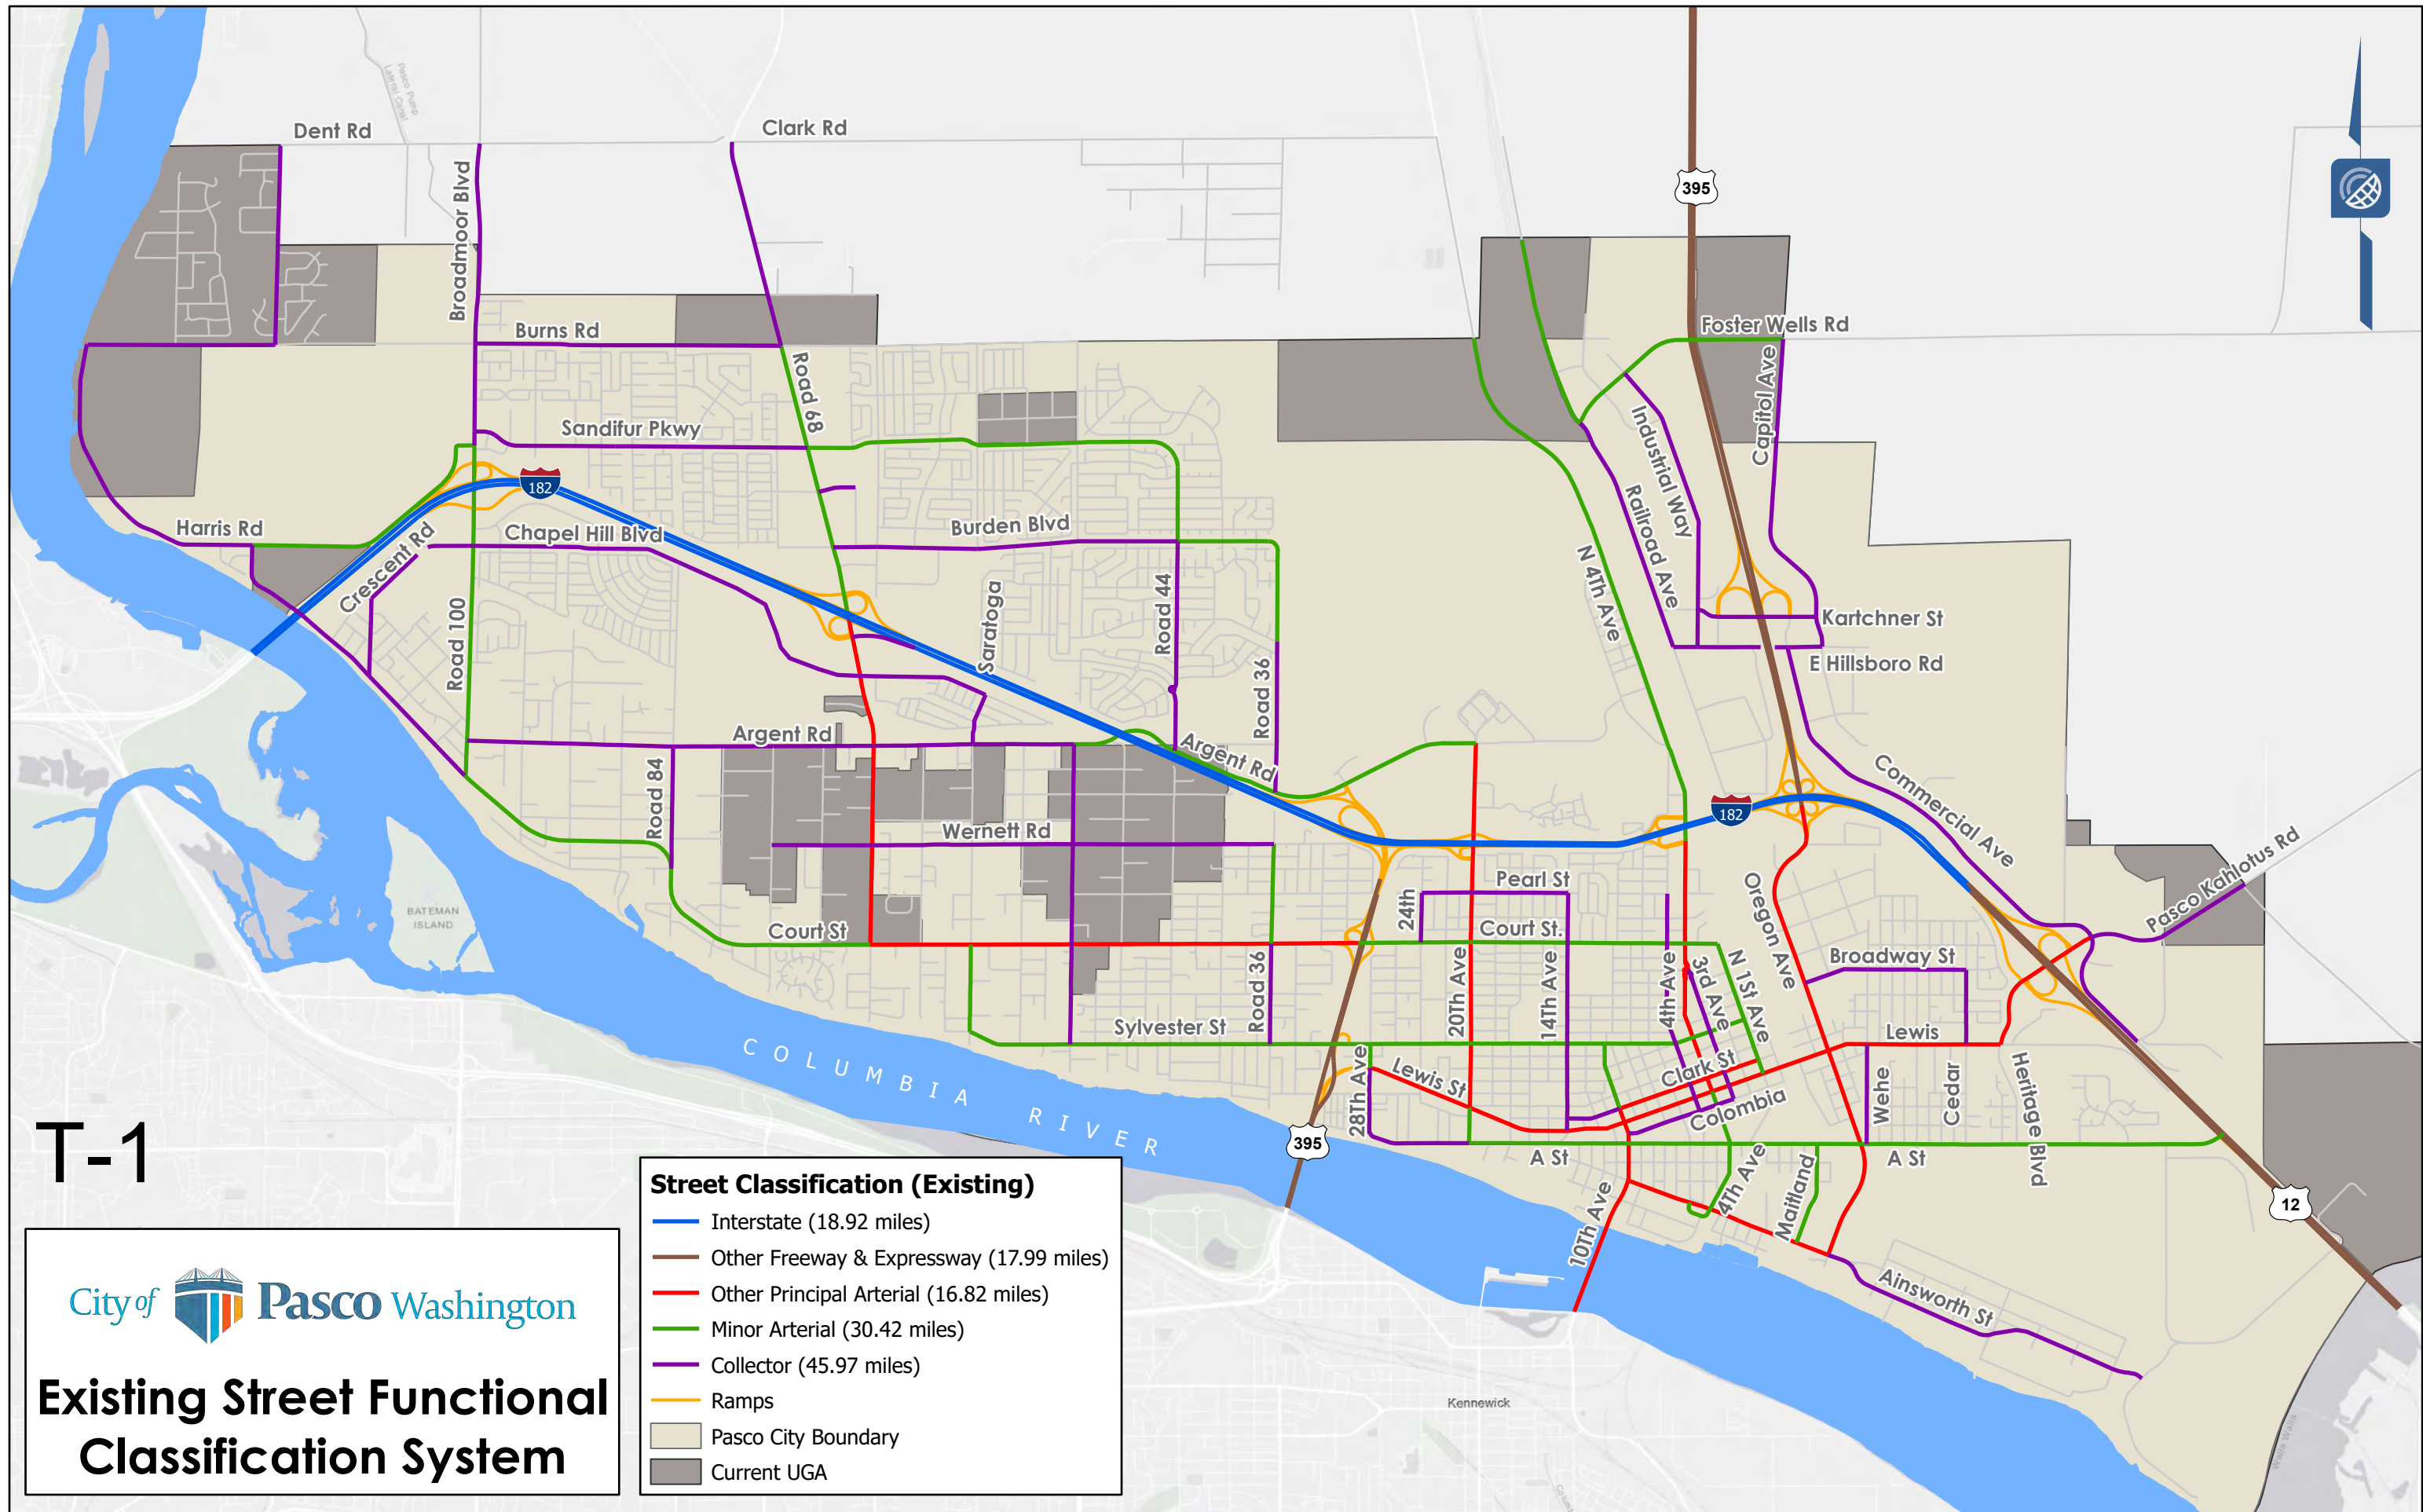 Pasco Pump
Lateral Canal
Dent Rd
Clark Rd
Broadmoor Blvd
395
Burns Rd
Foster Wells Rd
Road 68
Capitol Ave
Sandifur Pkwy
Industrial Way
182
Railroad Ave
Harris Rd
Crescent Rd
Chapel Hill Blvd
Burden Blvd
N 4Th Ave
Road 100
Saratoga
Road 44
Road 36
Kartchner St
E Hillsboro Rd
Argent Rd
Argent Rd
Road 84
Commercial Ave
182
Wernett Rd
Pearl St
24th
Oregon Ave
Pasco Kahlotus Rd
BATEMAN
ISLAND
Court St
Court St.
Road 36
20Th Ave
14Th Ave
4th Ave
3rd Ave
N 1St Ave
Broadway St
Sylvester St
Lewis
COLUMBIA RIVER
28Th Ave
Lewis St
Clark St
Colombia
Wehe
Cedar
Heritage Blvd
T-1
395
A St
A St
4Th Ave
Maitland
10Th Ave
12
Ainsworth St
Kennewick
Street Classification (Existing)
Interstate (18.92 miles)
Other Freeway & Expressway (17.99 miles)
Other Principal Arterial (16.82 miles)
Minor Arterial (30.42 miles)
Collector (45.97 miles)
Ramps
Pasco City Boundary
Current UGA
City of Pasco Washington
Existing Street Functional
Classification System